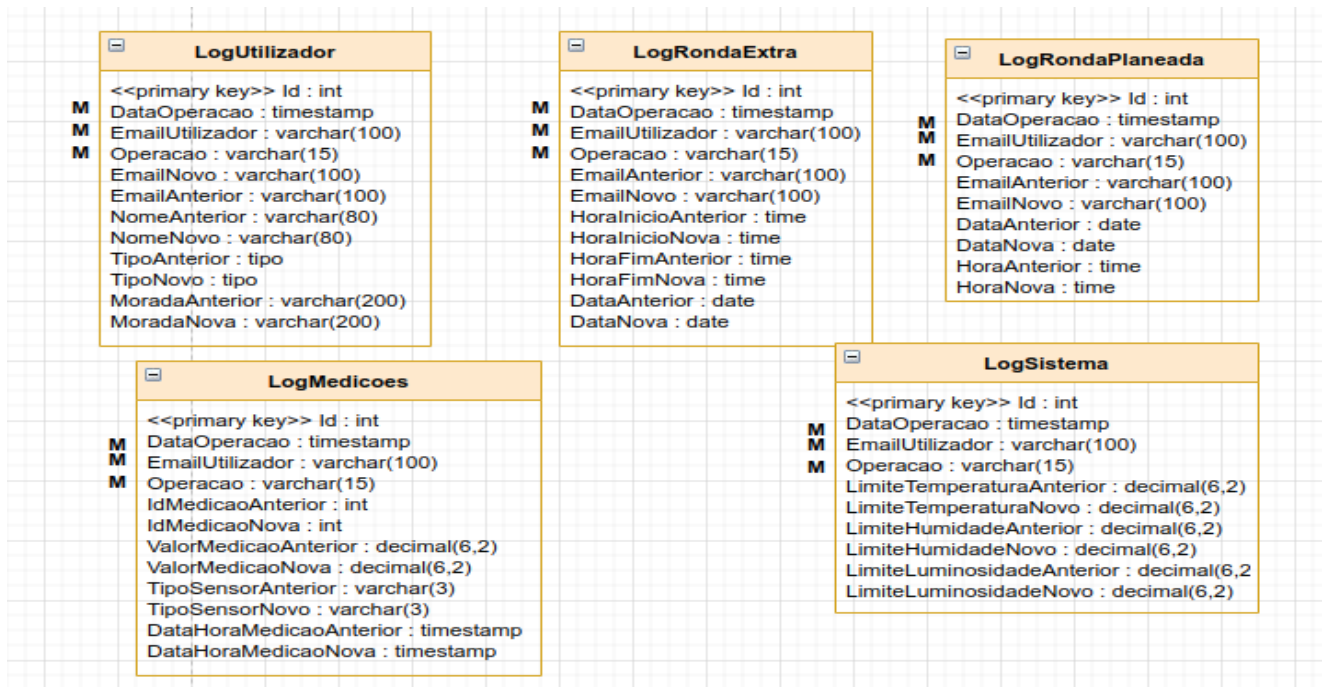 LogUtilizador
<<primary key>> Id : int
M DataOperacao : timestamp
M EmailUtilizador : varchar(100)
M Operacao : varchar(15)
EmailNovo : varchar(100)
EmailAnterior : varchar(100)
NomeAnterior : varchar(80)
NomeNovo : varchar(80)
TipoAnterior : tipo
TipoNovo : tipo
MoradaAnterior : varchar(200)
MoradaNova : varchar(200)
LogRondaExtra
<<primary key>> Id : int
M DataOperacao : timestamp
M EmailUtilizador : varchar(100)
M Operacao : varchar(15)
EmailAnterior : varchar(100)
EmailNovo : varchar(100)
HoraInicioAnterior : time
HoraInicioNova : time
HoraFimAnterior : time
HoraFimNova : time
DataAnterior : date
DataNova : date
LogRondaPlaneada
<<primary key>> Id : int
M DataOperacao : timestamp
M EmailUtilizador : varchar(100)
M Operacao : varchar(15)
EmailAnterior : varchar(100)
EmailNovo : varchar(100)
DataAnterior : date
DataNova : date
HoraAnterior : time
HoraNova : time
LogMedicoes
<<primary key>> Id : int
M DataOperacao : timestamp
M EmailUtilizador : varchar(100)
M Operacao : varchar(15)
IdMedicaoAnterior : int
IdMedicaoNova : int
ValorMedicaoAnterior : decimal(6,2)
ValorMedicaoNova : decimal(6,2)
TipoSensorAnterior : varchar(3)
TipoSensorNovo : varchar(3)
DataHoraMedicaoAnterior : timestamp
DataHoraMedicaoNova : timestamp
LogSistema
<<primary key>> Id : int
M DataOperacao : timestamp
M EmailUtilizador : varchar(100)
M Operacao : varchar(15)
LimiteTemperaturaAnterior : decimal(6,2)
LimiteTemperaturaNovo : decimal(6,2)
LimiteHumidadeAnterior : decimal(6,2)
LimiteHumidadeNovo : decimal(6,2)
LimiteLuminosidadeAnterior : decimal(6,2
LimiteLuminosidadeNovo : decimal(6,2)